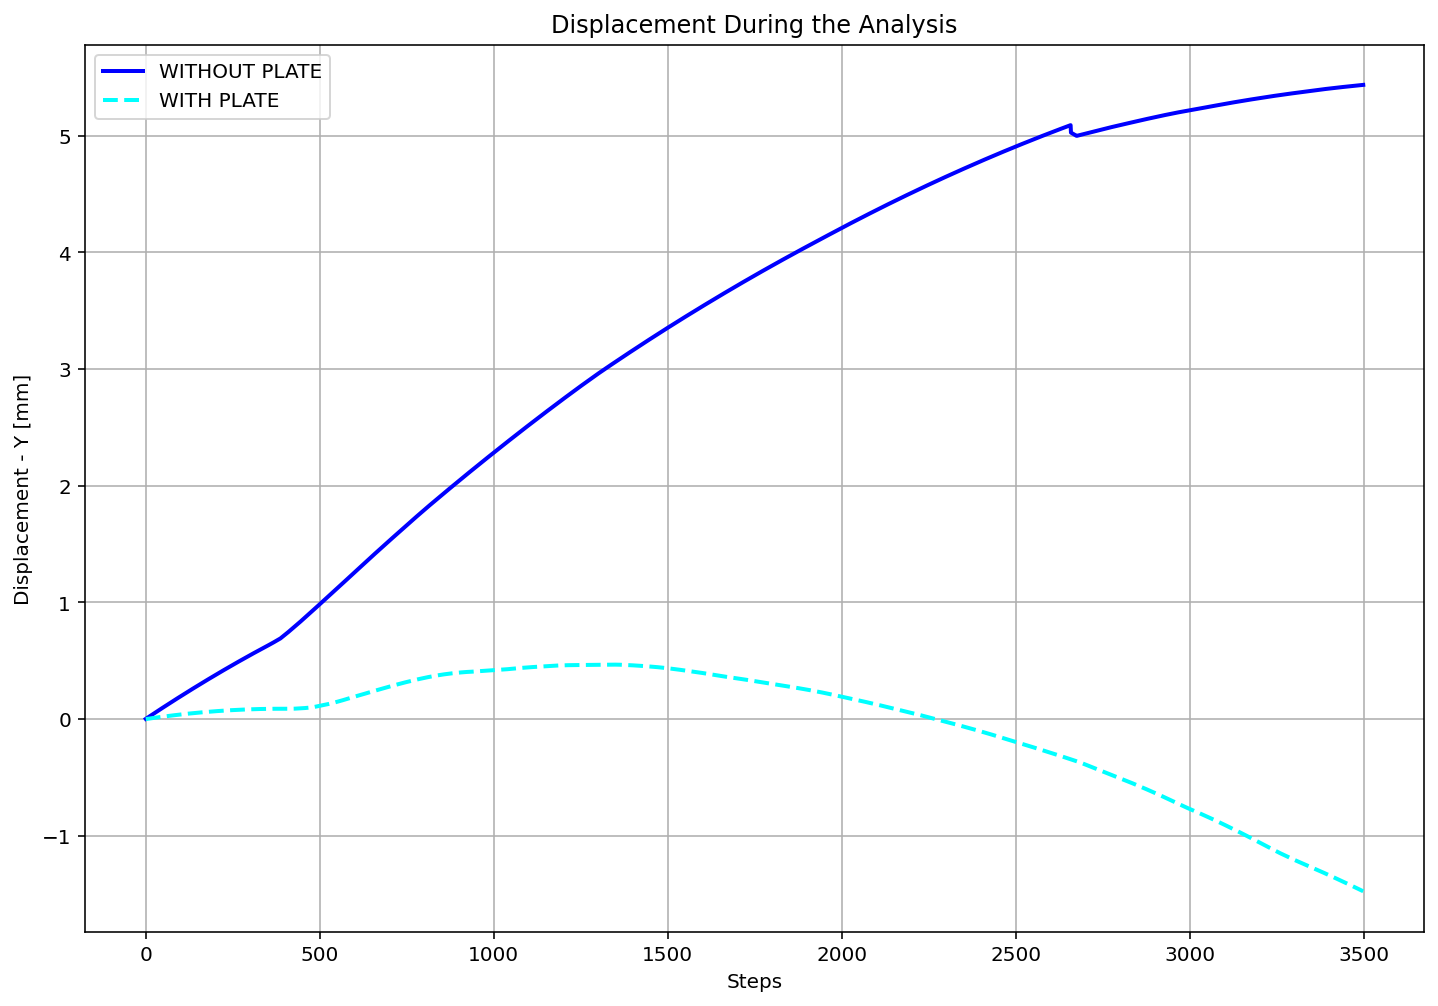 Displacement During the Analysis
WITHOUT PLATE
WITH PLATE
5
4
3
2
1
0
−1
Displacement - Y [mm]
0 500 1000 1500 2000 2500 3000 3500
Steps